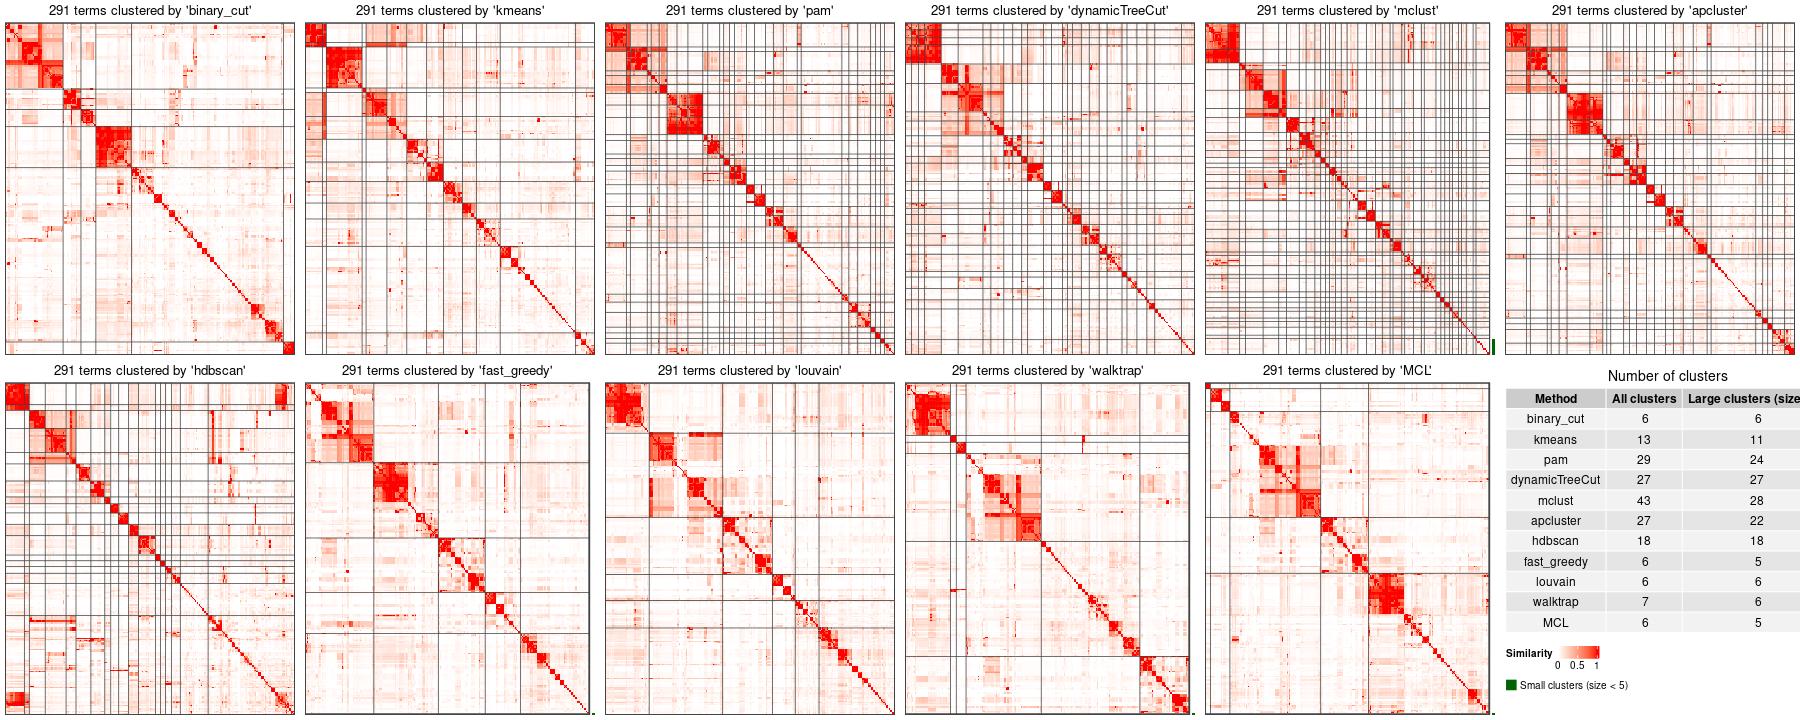 291 terms clustered by 'binary_cut'
291 terms clustered by 'kmeans'
291 terms clustered by 'pam'
291 terms clustered by 'dynamicTreeCut'
291 terms clustered by 'mclust'
291 terms clustered by 'apcluster'
291 terms clustered by 'hdbscan'
291 terms clustered by 'fast_greedy'
291 terms clustered by 'louvain'
291 terms clustered by 'walktrap'
291 terms clustered by 'MCL'
Number of clusters
Method All clusters Large clusters (size
binary_cut 6 6
kmeans 13 11
pam 29 24
dynamicTreeCut 27 27
mclust 43 28
apcluster 27 22
hdbscan 18 18
fast_greedy 6 5
louvain 6 6
walktrap 7 6
MCL 6 5
Similarity
0 0.5 1
Small clusters (size < 5)